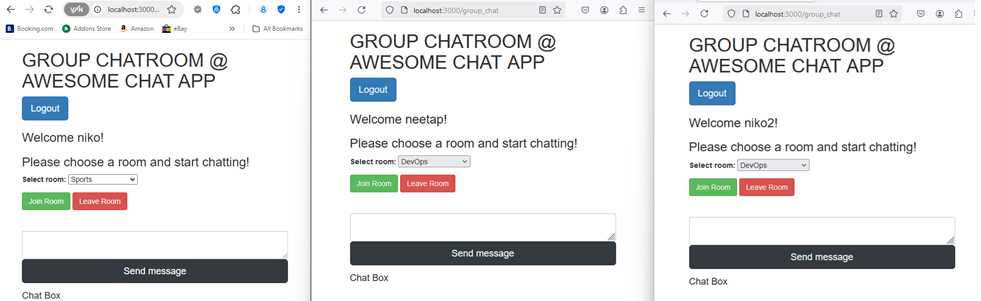 VPN localhost:3000...
Booking.com Addons Store Amazon eBay » All Bookmarks
GROUP CHATROOM @
AWESOME CHAT APP
Logout
Welcome niko!
Please choose a room and start chatting!
Select room: Sports
Join Room Leave Room
Send message
Chat Box
localhost:3000/group_chat
GROUP CHATROOM @
AWESOME CHAT APP
Logout
Welcome neetap!
Please choose a room and start chatting!
Select room: DevOps
Join Room Leave Room
Send message
Chat Box
localhost:3000/group_chat
GROUP CHATROOM @
AWESOME CHAT APP
Logout
Welcome niko2!
Please choose a room and start chatting!
Select room: DevOps
Join Room Leave Room
Send message
Chat Box